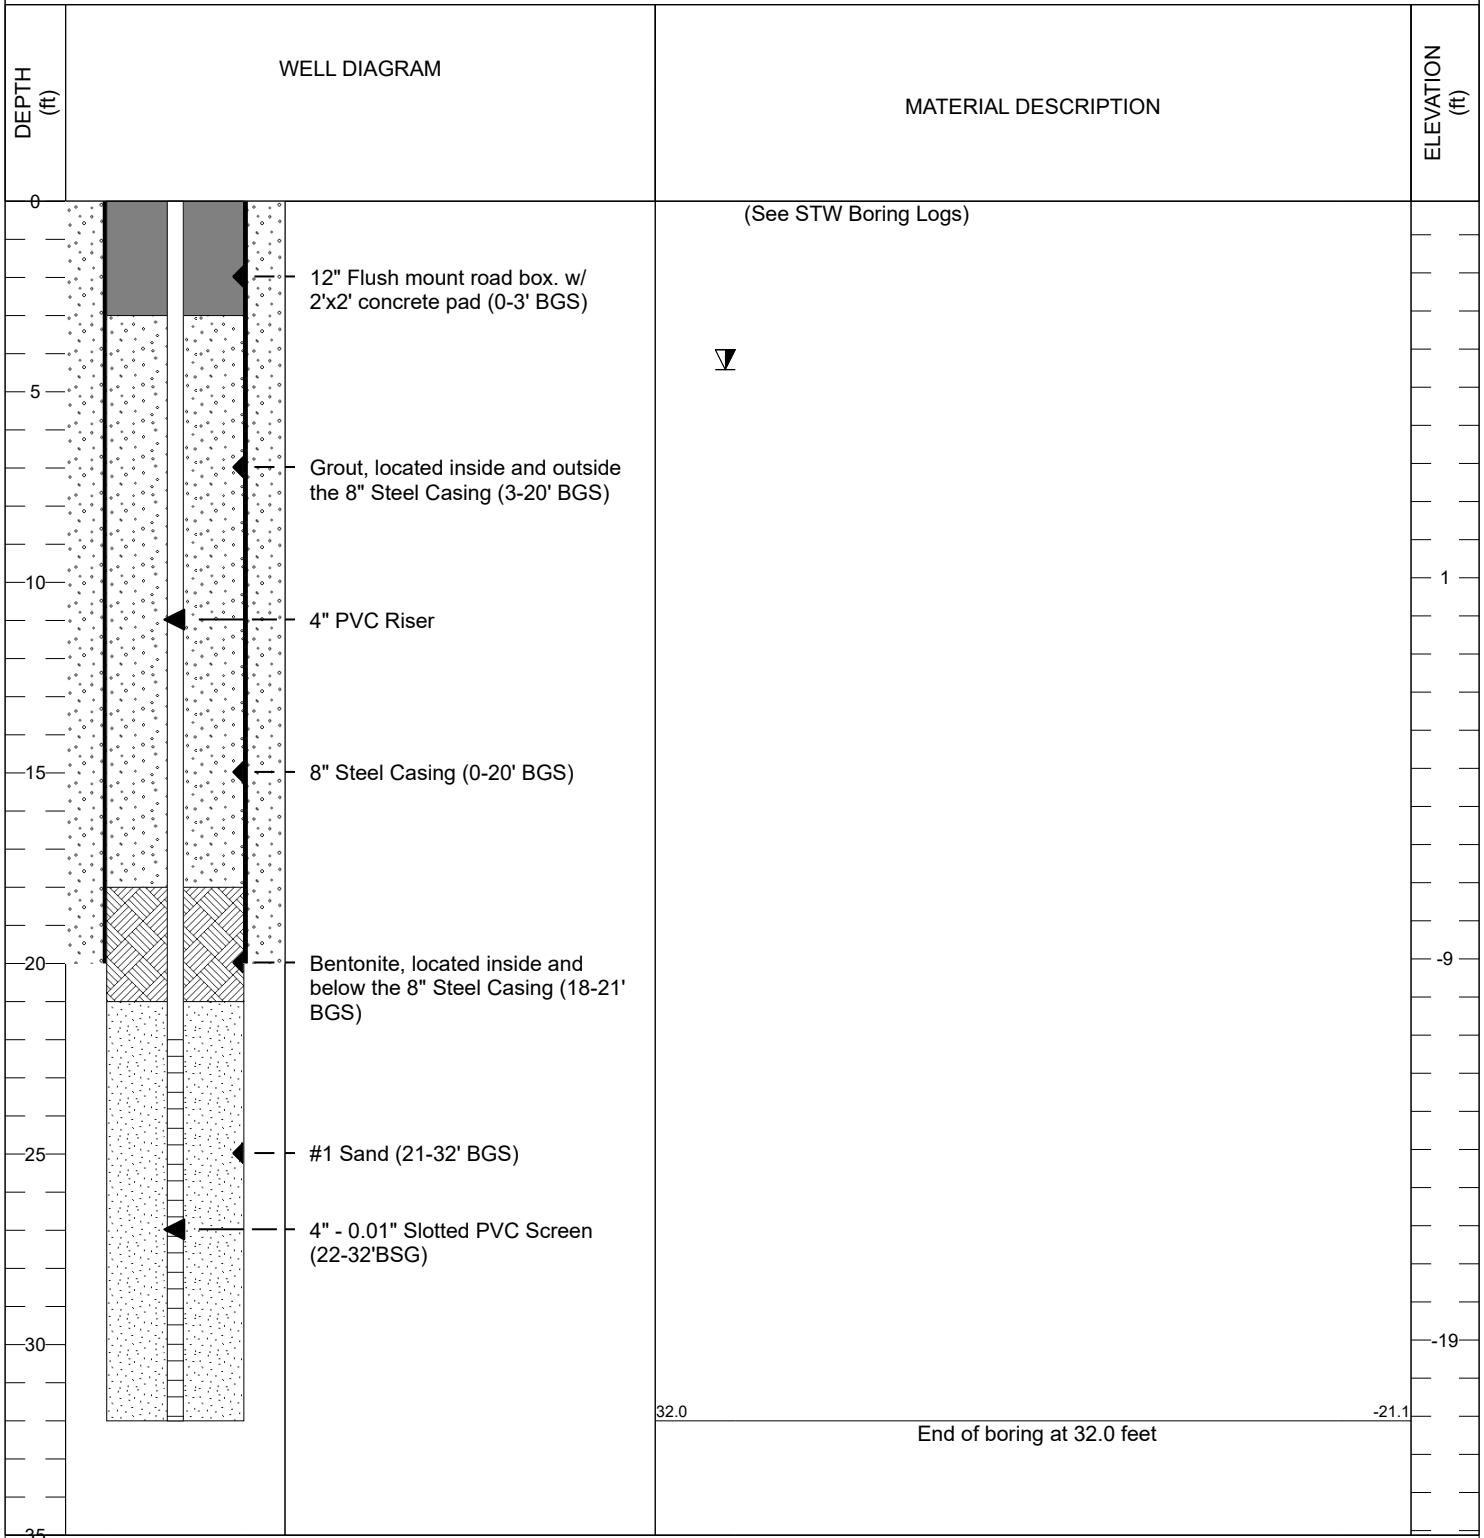 DEPTH
(ft)
WELL DIAGRAM
MATERIAL DESCRIPTION
ELEVATION
(ft)
0
(See STW Boring Logs)
12" Flush mount road box. w/
2'x2' concrete pad (0-3' BGS)
5
Grout, located inside and outside
the 8" Steel Casing (3-20' BGS)
10
1
4" PVC Riser
15
8" Steel Casing (0-20' BGS)
20
-9
Bentonite, located inside and
below the 8" Steel Casing (18-21'
BGS)
25
#1 Sand (21-32' BGS)
4" - 0.01" Slotted PVC Screen
(22-32'BSG)
30
-19
32.0
-21.1
End of boring at 32.0 feet
35